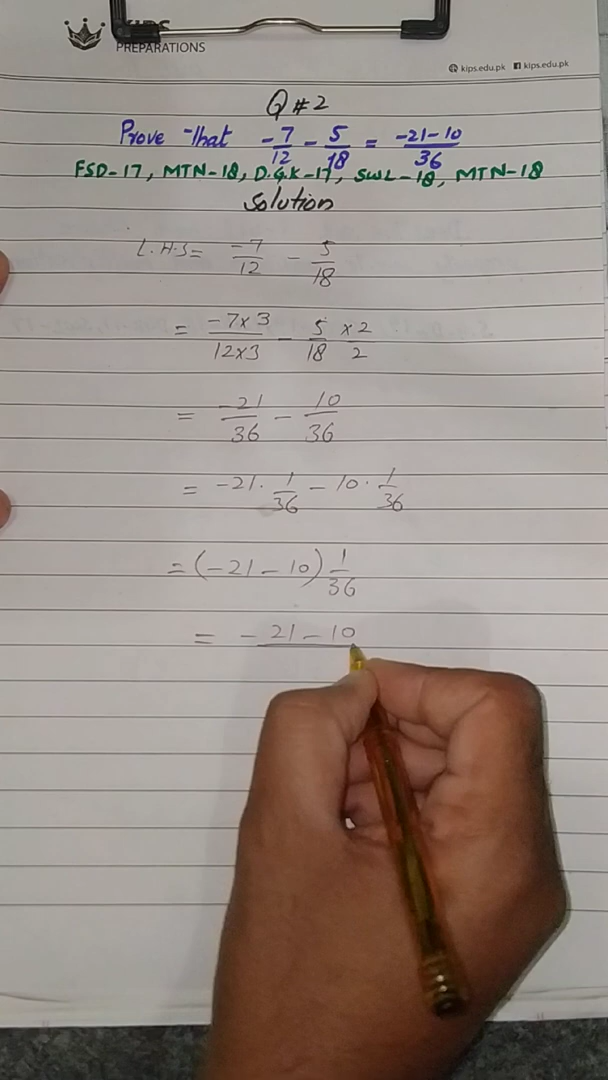 KIPS
PREPARATIONS
kips.edu.pk kips.edu.pk
Q#2
Prove That -7/12 - 5/18 = -21-10/36
FSD-17, MTN-18, D.G.K-17, SWL-18, MTN-18
Solution
L.H.S = -7/12 - 5/18
= -7×3/12×3 - 5/18 ×2/2
= -21/36 - 10/36
= -21 · 1/36 - 10 · 1/36
= (-21-10) 1/36
= -21-10